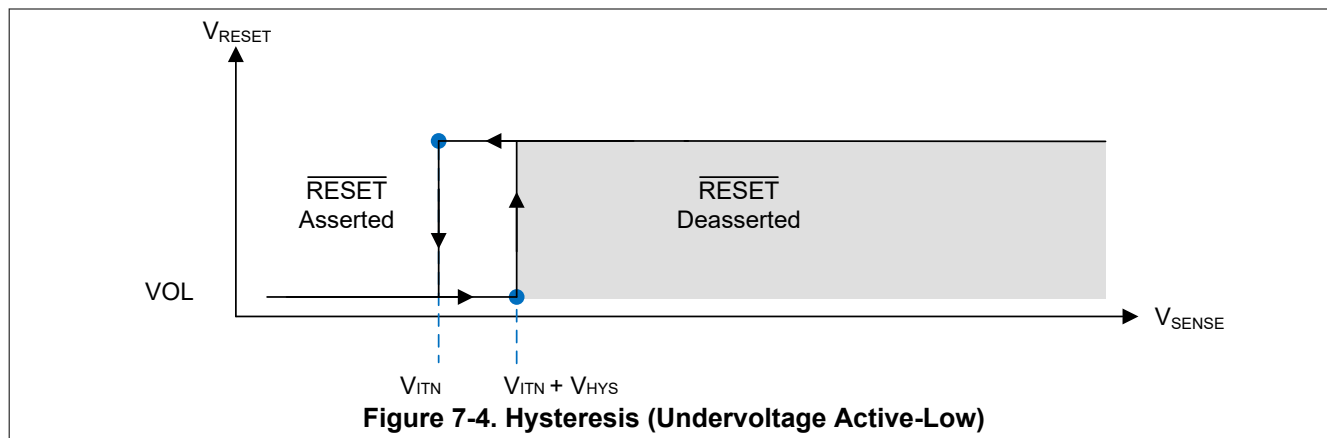 VRESET
RESET
Asserted
RESET
Deasserted
VOL
VSENSE
VITN
VITN + VHYS
Figure 7-4. Hysteresis (Undervoltage Active-Low)